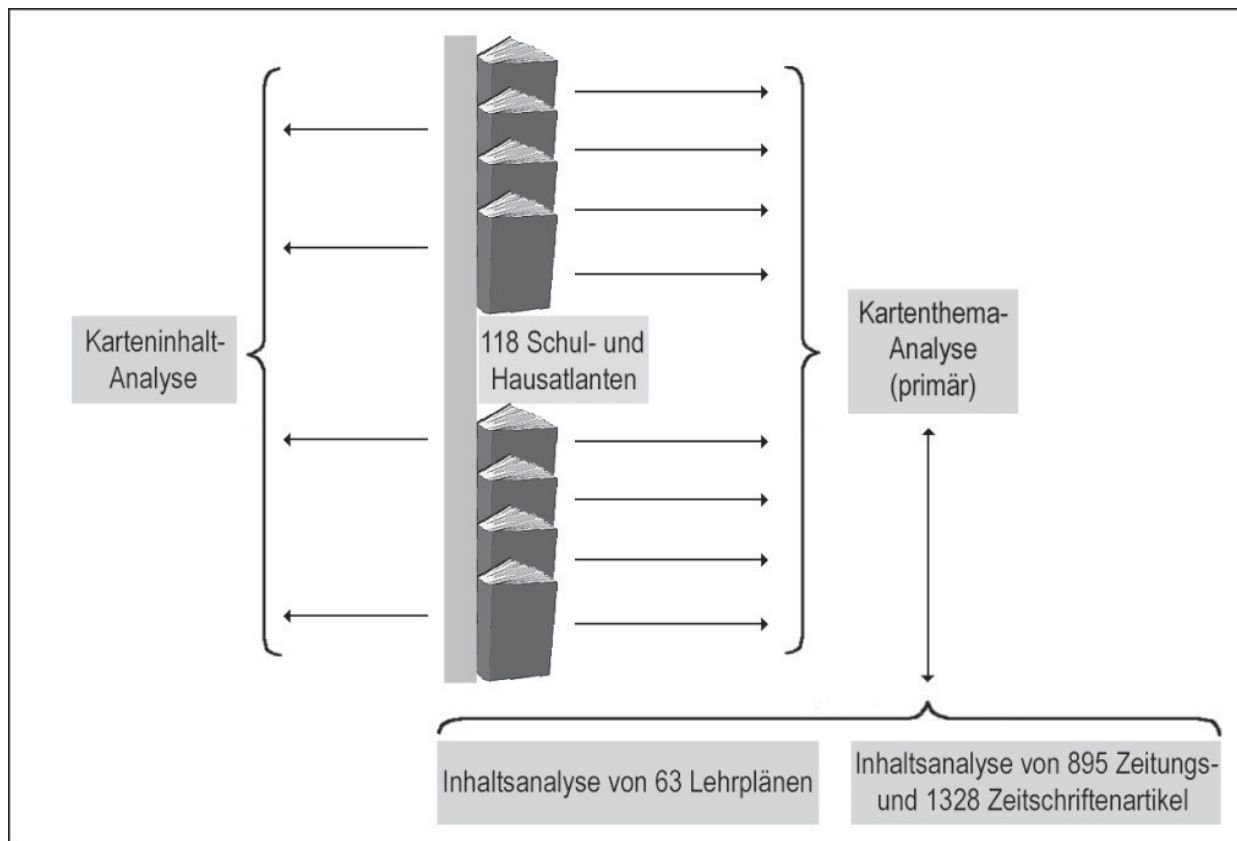 Karteninhalt-
Analyse
118 Schul- und
Hausatlanten
Kartenthema-
Analyse
(primär)
Inhaltsanalyse von 63 Lehrplänen
Inhaltsanalyse von 895 Zeitungs-
und 1328 Zeitschriftenartikel